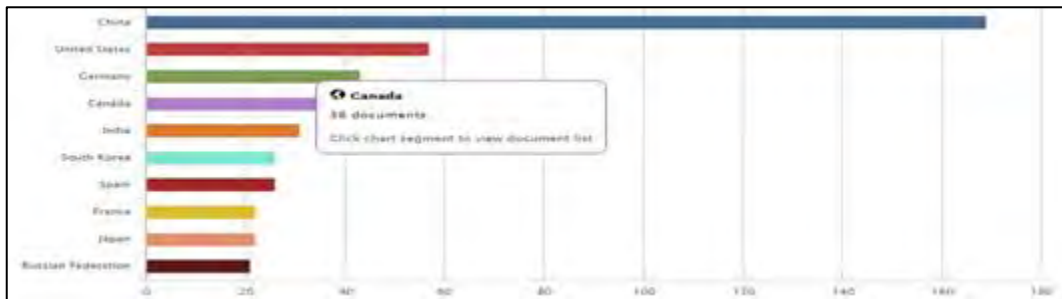 China
United States
Germany
Canada
India
South Korea
Spain
France
Japan
Russian Federation
Canada
36 documents
Click chart segment to view document list
0 20 40 60 80 100 120 140 160 180